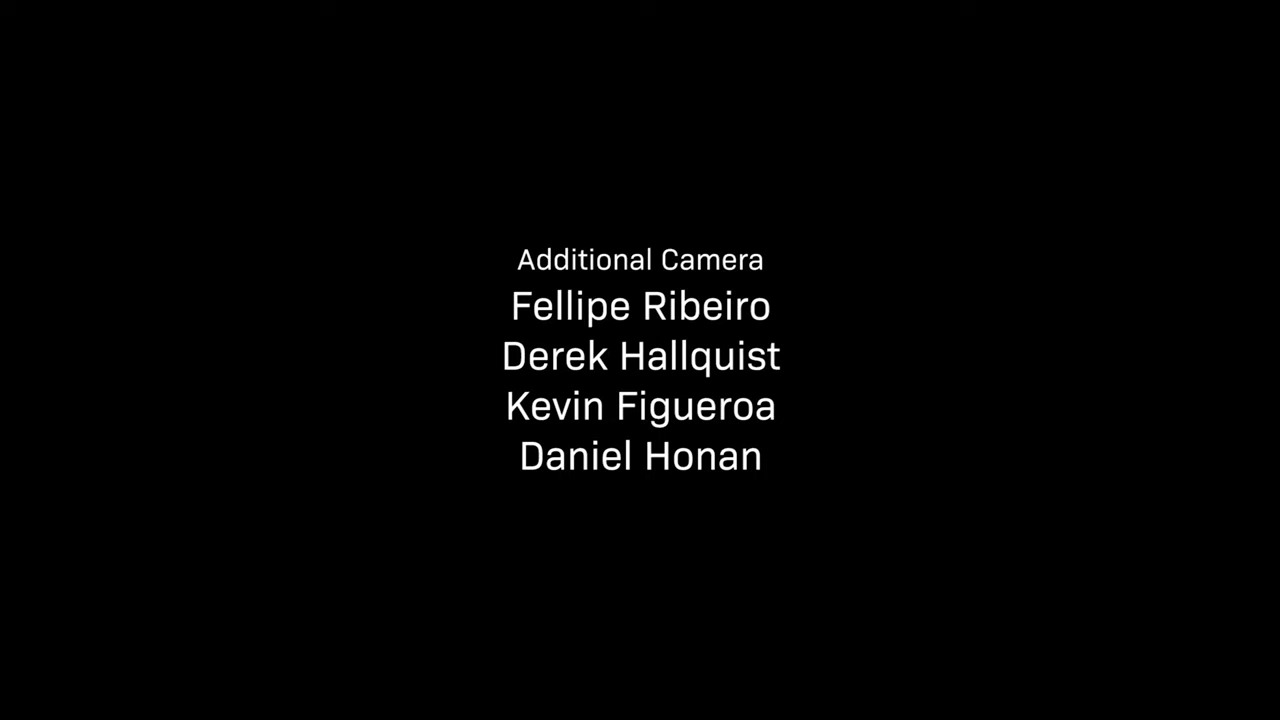 Additional Camera
Fellipe Ribeiro
Derek Hallquist
Kevin Figueroa
Daniel Honan